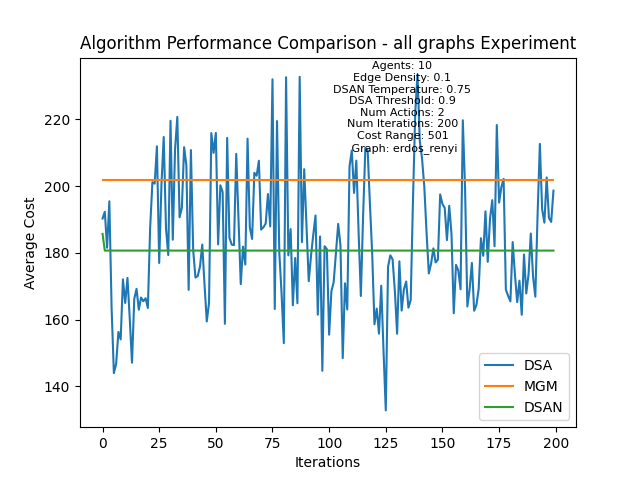 Algorithm Performance Comparison - all graphs Experiment
Agents: 10
Edge Density: 0.1
DSAN Temperature: 0.75
DSA Threshold: 0.9
Num Actions: 2
Num Iterations: 200
Cost Range: 501
Graph: erdos_renyi
220
200
180
160
140
Average Cost
0
25
50
75
100
125
150
175
200
Iterations
DSA
MGM
DSAN